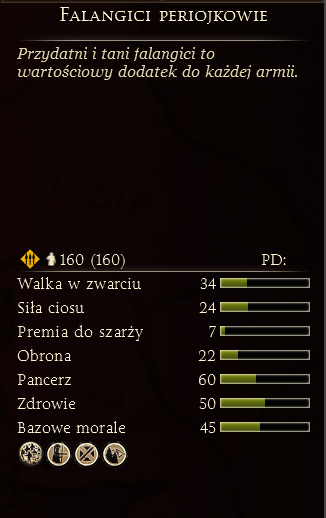 Falangici periojkowie
Przydatni i tani falangici to
wartościowy dodatek do każdej armii.
LYDIA
160 (160) PD:
Walka w zwarciu 34
Siła ciosu 24
Premia do szarży 7
Obrona 22
Pancerz 60
Zdrowie 50
Bazowe morale 45